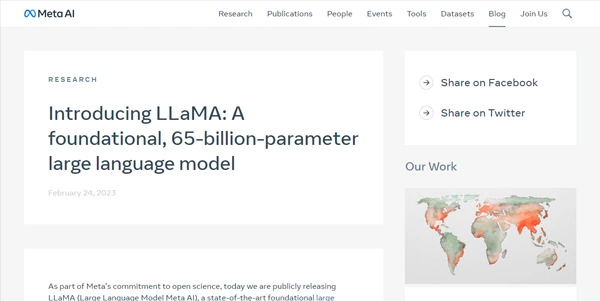 Meta AI
Research Publications People Events Tools Datasets Blog Join Us
RESEARCH
Introducing LLaMA: A
foundational, 65-billion-parameter
large language model
February 24, 2023
As part of Meta's commitment to open science, today we are publicly releasing
LLaMA (Large Language Model Meta AI), a state-of-the-art foundational large
Share on Facebook
Share on Twitter
Our Work